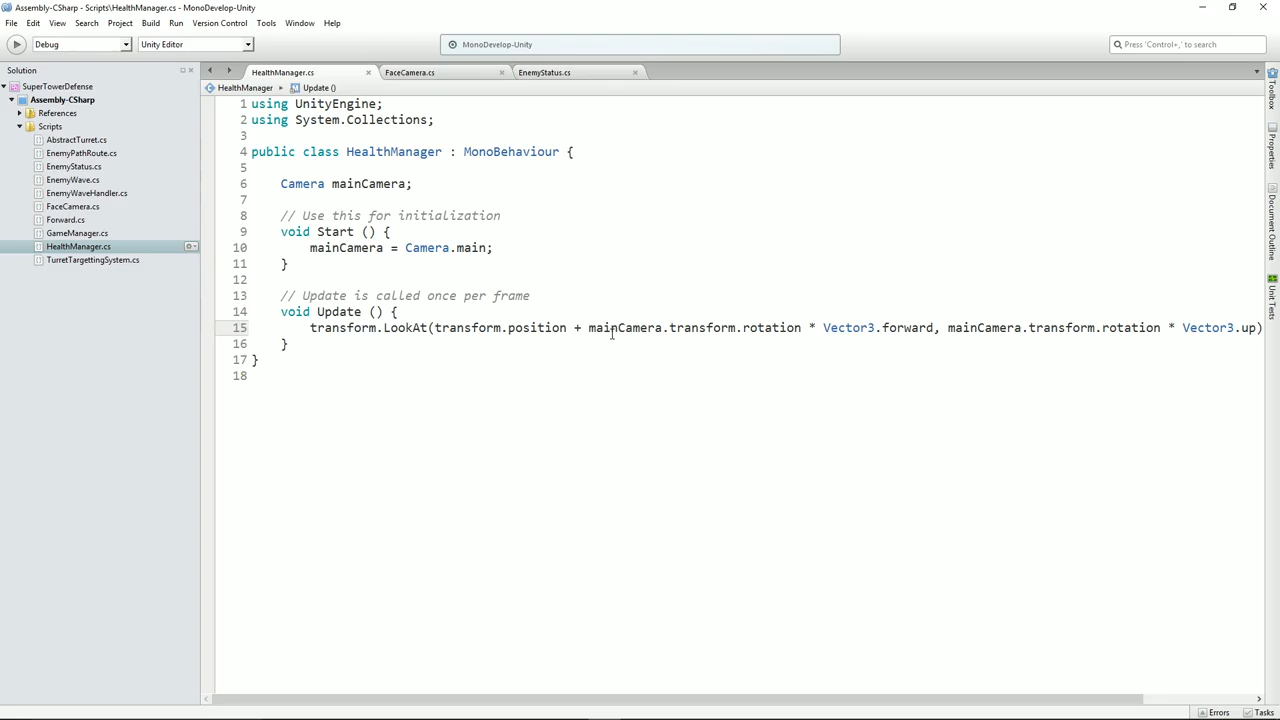 Assembly-CSharp - Scripts\HealthManager.cs - MonoDevelop-Unity
File Edit View Search Project Build Run Version Control Tools Window Help
Debug Unity Editor MonoDevelop-Unity Press 'Control+,' to search
Solution
HealthManager.cs FaceCamera.cs EnemyStatus.cs
HealthManager Update ()
SuperTowerDefense
Assembly-CSharp
References
Scripts
AbstractTurret.cs
EnemyPathRoute.cs
EnemyStatus.cs
EnemyWave.cs
EnemyWaveHandler.cs
FaceCamera.cs
Forward.cs
GameManager.cs
HealthManager.cs
TurretTargettingSystem.cs
1 using UnityEngine;
2 using System.Collections;
3
4 public class HealthManager : MonoBehaviour {
5
6 Camera mainCamera;
7
8 // Use this for initialization
9 void Start () {
10 mainCamera = Camera.main;
11 }
12
13 // Update is called once per frame
14 void Update () {
15 transform.LookAt(transform.position + mainCamera.transform.rotation * Vector3.forward, mainCamera.transform.rotation * Vector3.up)
16 }
17 }
18
Toolbox
Properties
Document Outline
Unit Tests
Errors Tasks